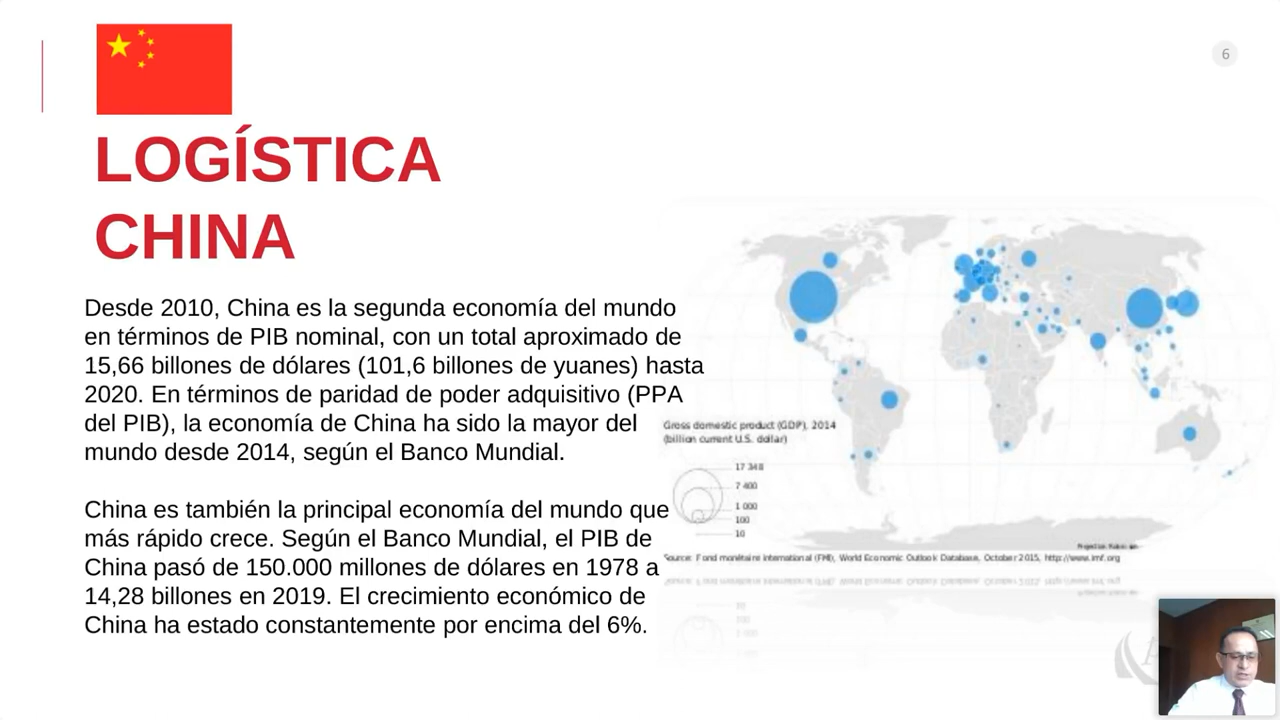 6
LOGÍSTICA
CHINA
Desde 2010, China es la segunda economía del mundo
en términos de PIB nominal, con un total aproximado de
15,66 billones de dólares (101,6 billones de yuanes) hasta
2020. En términos de paridad de poder adquisitivo (PPA
del PIB), la economía de China ha sido la mayor del
mundo desde 2014, según el Banco Mundial.
China es también la principal economía del mundo que
más rápido crece. Según el Banco Mundial, el PIB de
China pasó de 150.000 millones de dólares en 1978 a
14,28 billones en 2019. El crecimiento económico de
China ha estado constantemente por encima del 6%.
Gross domestic product (GDP), 2014
(billion current U.S. dollar)
17 348
7 400
1 000
100
10
Source: Fond monétaire international (FMI), World Economic Outlook Database, October 2015, http://www.imf.org